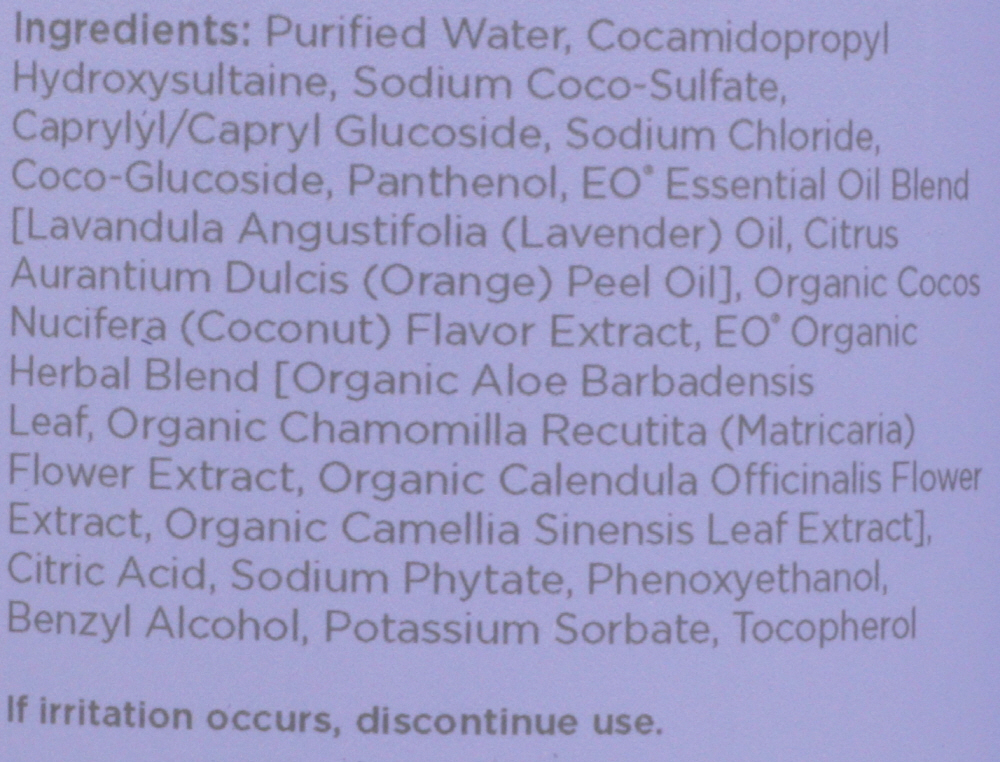 Ingredients: Purified Water, Cocamidopropyl
Hydroxysultaine, Sodium Coco-Sulfate,
Caprylyl/Capryl Glucoside, Sodium Chloride,
Coco-Glucoside, Panthenol, EO® Essential Oil Blend
[Lavandula Angustifolia (Lavender) Oil, Citrus
Aurantium Dulcis (Orange) Peel Oil], Organic Cocos
Nucifera (Coconut) Flavor Extract, EO® Organic
Herbal Blend [Organic Aloe Barbadensis
Leaf, Organic Chamomilla Recutita (Matricaria)
Flower Extract, Organic Calendula Officinalis Flower
Extract, Organic Camellia Sinensis Leaf Extract],
Citric Acid, Sodium Phytate, Phenoxyethanol,
Benzyl Alcohol, Potassium Sorbate, Tocopherol
If irritation occurs, discontinue use.